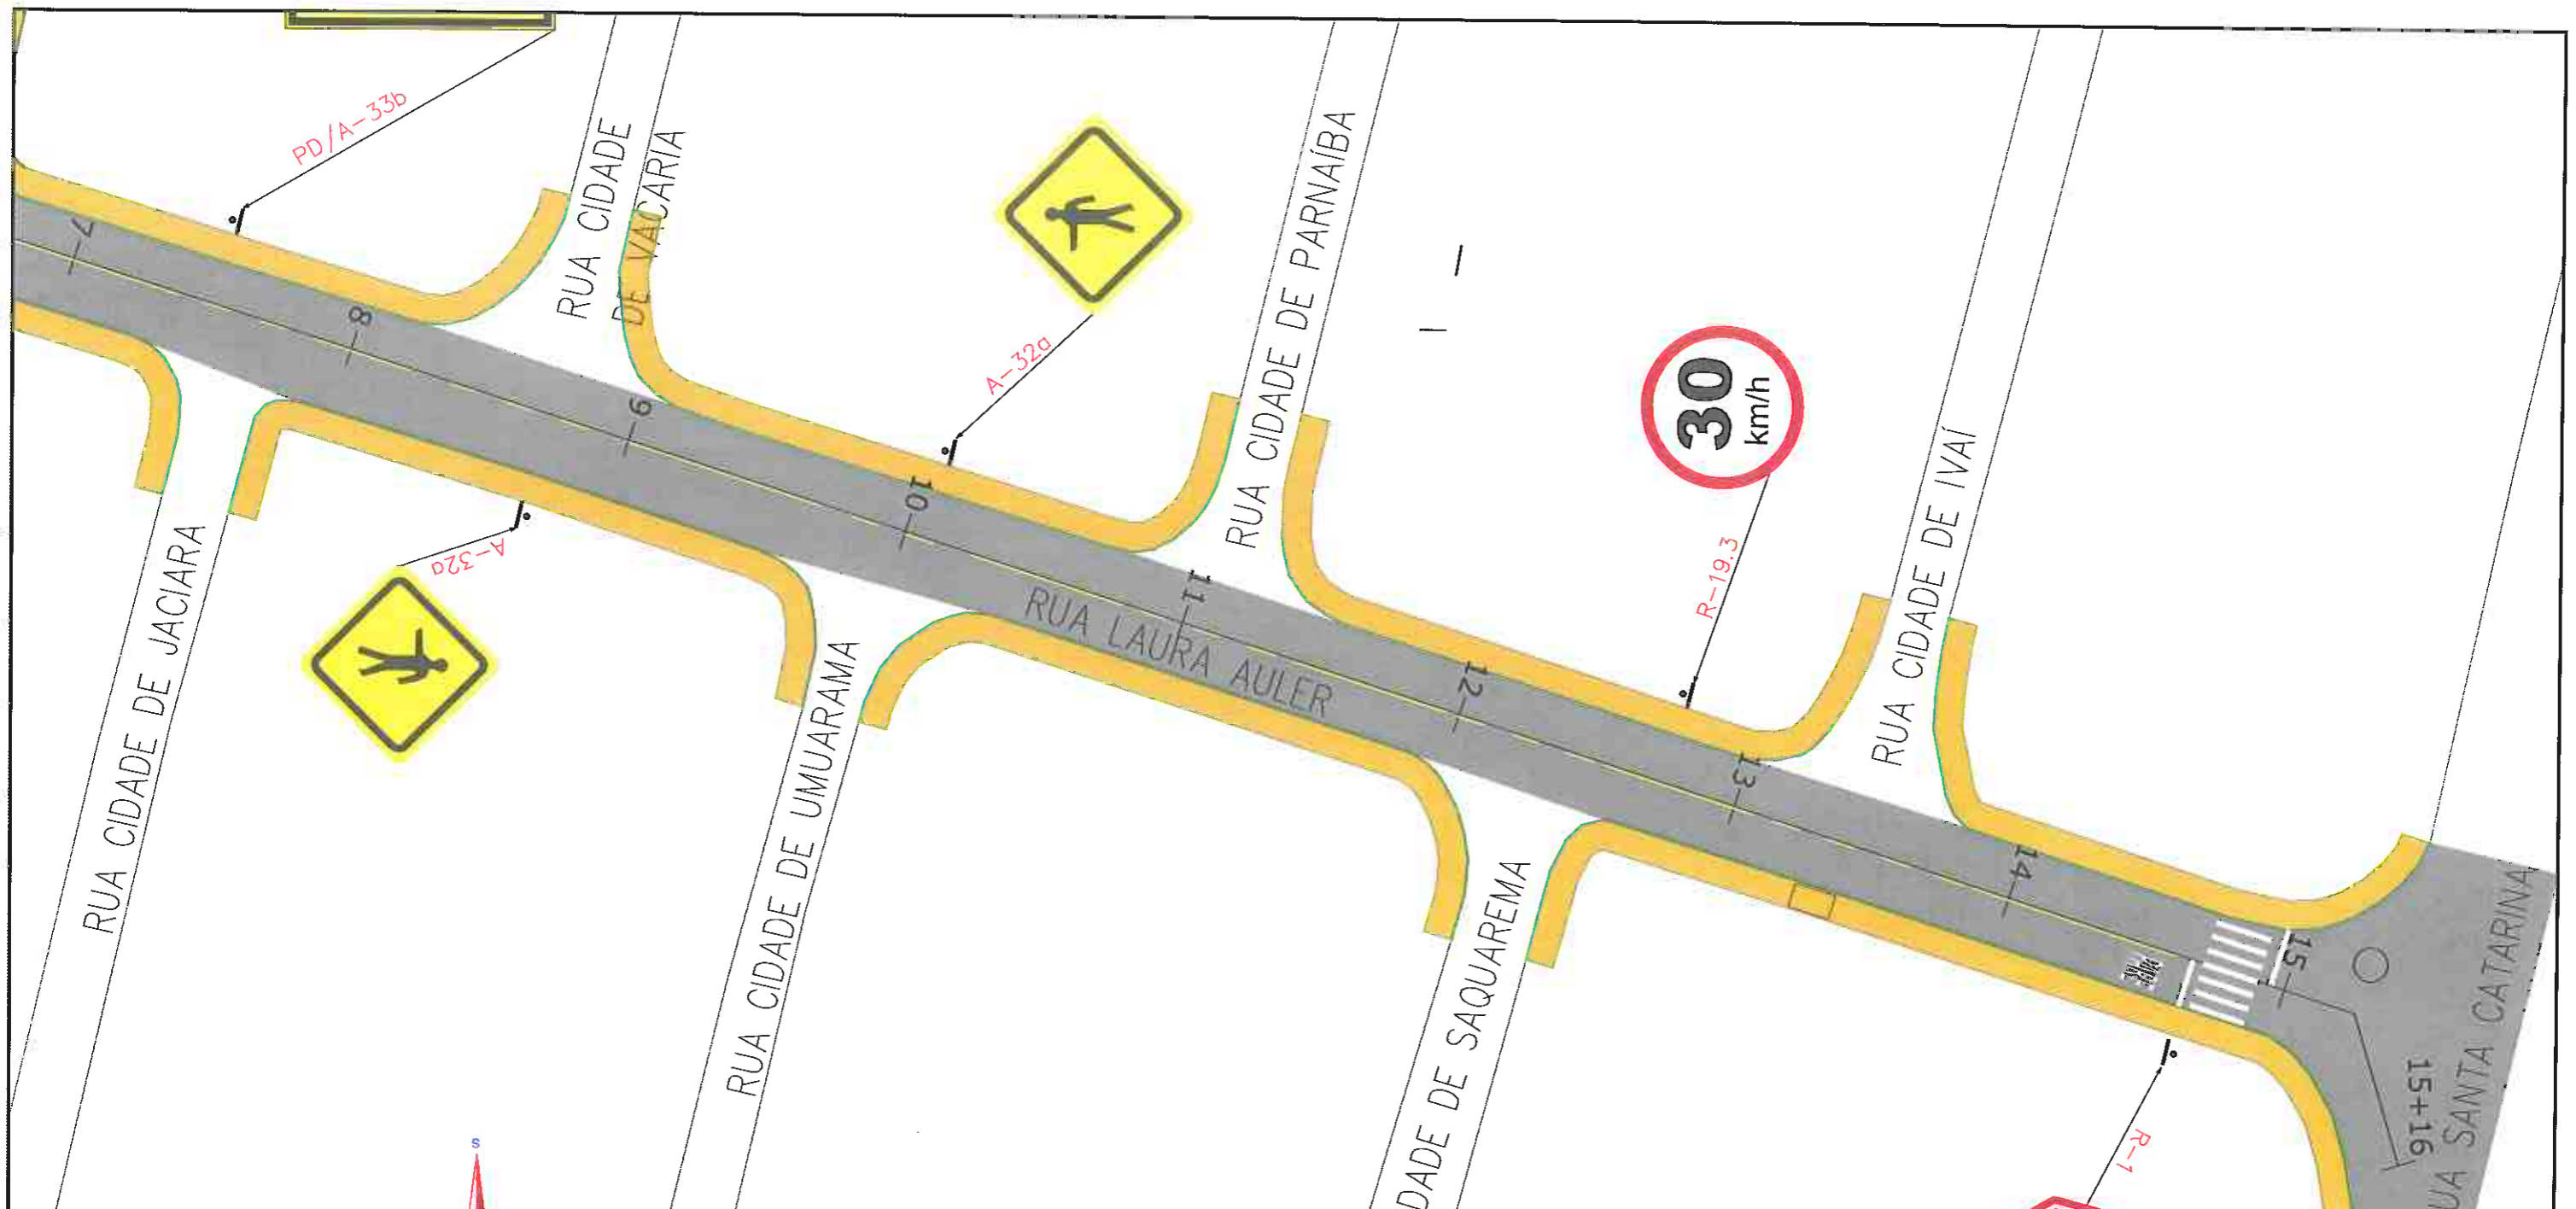 PD/A-33b
RUA CIDADE
DE VACARIA
A-32a
RUA CIDADE DE PARNAÍBA
30
km/h
R-19.3
RUA CIDADE DE IVAÍ
7
8
9
10
11
12
13
14
15
15+16
RUA LAURA AULER
A-32a
RUA CIDADE DE JACIARA
RUA CIDADE DE UMUARAMA
DADE DE SAQUAREMA
UA SANTA CATARINA
R-1
S